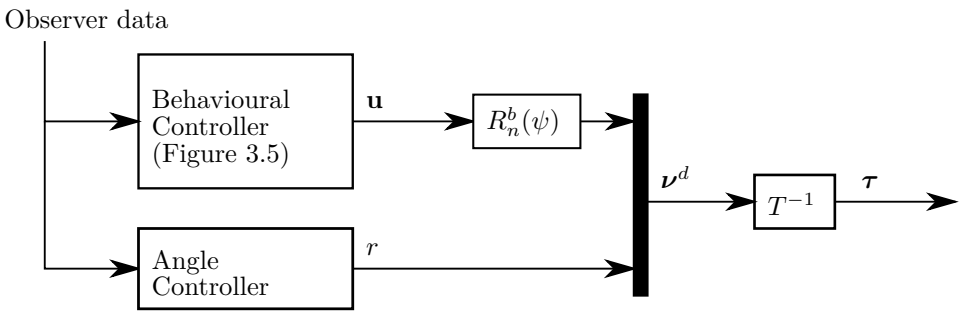 Observer data
Behavioural
Controller
(Figure 3.5)
u
R_n^b(ψ)
ν^d
T^{-1}
τ
Angle
Controller
r